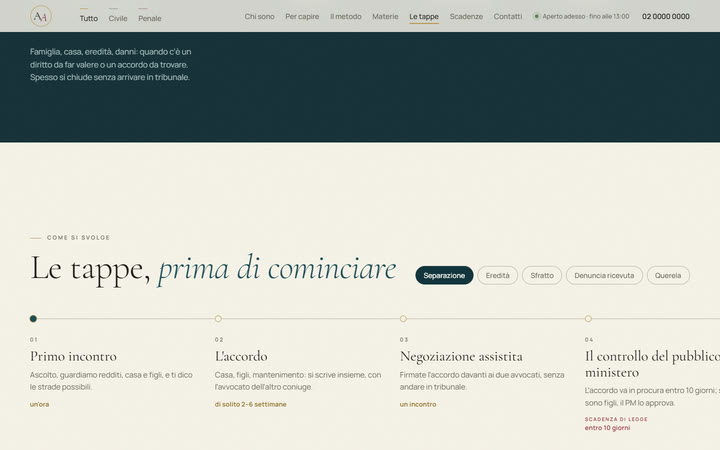 AA
Tutto
Civile
Penale
Chi sono
Per capire
Il metodo
Materie
Le tappe
Scadenze
Contatti
Aperto adesso · fino alle 13:00
02 0000 0000
Famiglia, casa, eredità, danni: quando c'è un
diritto da far valere o un accordo da trovare.
Spesso si chiude senza arrivare in tribunale.
COME SI SVOLGE
Le tappe, prima di cominciare
Separazione
Eredità
Sfratto
Denuncia ricevuta
Querela
01
Primo incontro
Ascolto, guardiamo redditi, casa e figli, e ti dico
le strade possibili.
un'ora
02
L'accordo
Casa, figli, mantenimento: si scrive insieme, con
l'avvocato dell'altro coniuge.
di solito 2–6 settimane
03
Negoziazione assistita
Firmate l'accordo davanti ai due avvocati, senza
andare in tribunale.
un incontro
04
Il controllo del pubblico
ministero
L'accordo va in procura entro 10 giorni;
sono figli, il PM lo approva.
SCADENZA DI LEGGE
entro 10 giorni